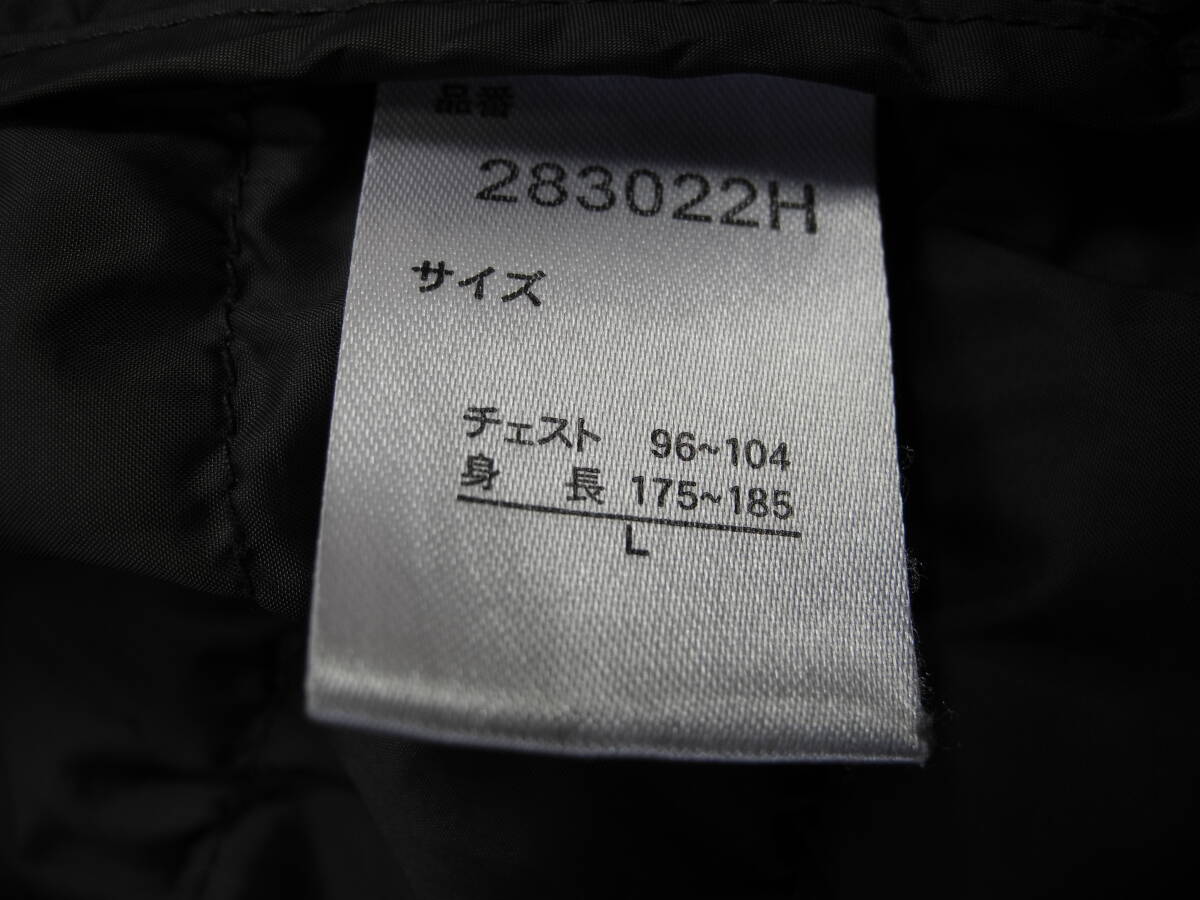 品番
283022H
サイズ
チェスト 96~104
身長 175~185
L